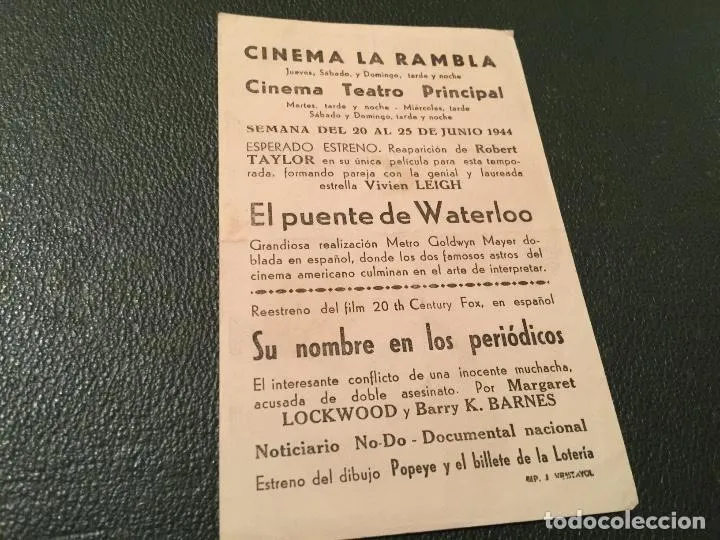 CINEMA LA RAMBLA
Jueves, Sábado, y Domingo, tarde y noche
Cinema Teatro Principal
Martes, tarde y noche - Miércoles, tarde
Sábado y Domingo, tarde y noche
SEMANA DEL 20 AL 25 DE JUNIO 1944
ESPERADO ESTRENO. Reaparición de Robert
TAYLOR en su única película para esta tempo-
rada, formando pareja con la genial y laureada
estrella Vivien LEIGH
El puente de Waterloo
Grandiosa realización Metro Goldwyn Mayer do-
blada en español, donde los dos famosos astros del
cinema americano culminan en el arte de interpretar.
Reestreno del film 20 th Century Fox, en español
Su nombre en los periódicos
El interesante conflicto de una inocente muchacha,
acusada de doble asesinato. Por Margaret
LOCKWOOD y Barry K. BARNES
Noticiario No-Do - Documental nacional
Estreno del dibujo Popeye y el billete de la Lotería
IMP. J. VENTAYOL
todocoleccion